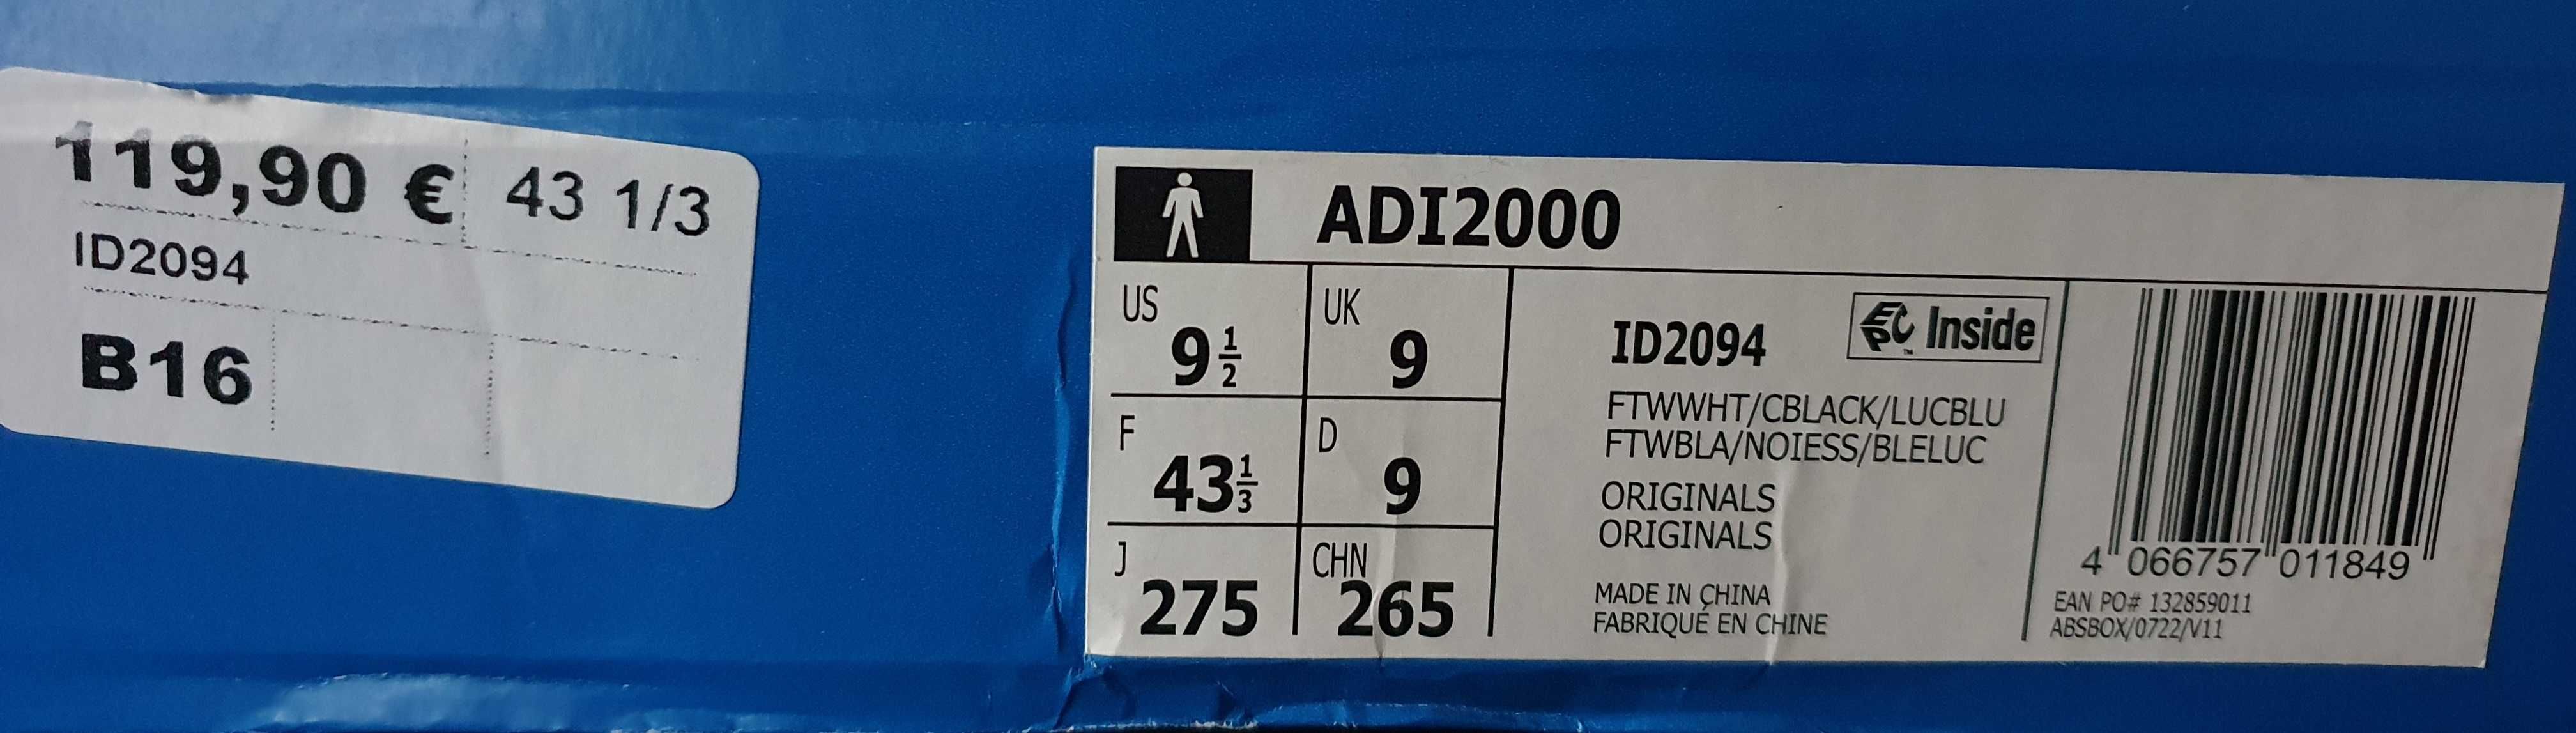 119,90 € 43 1/3
ID2094
B16
ADI2000
US 9 1/2 UK 9
F 43 1/3 D 9
J 275 CHN 265
ID2094 EPC Inside
™
FTWWHT/CBLACK/LUCBLU
FTWBLA/NOIESS/BLELUC
ORIGINALS
ORIGINALS
MADE IN CHINA
FABRIQUÉ EN CHINE
4 066757 011849
EAN PO# 132859011
ABSBOX/0722/V11